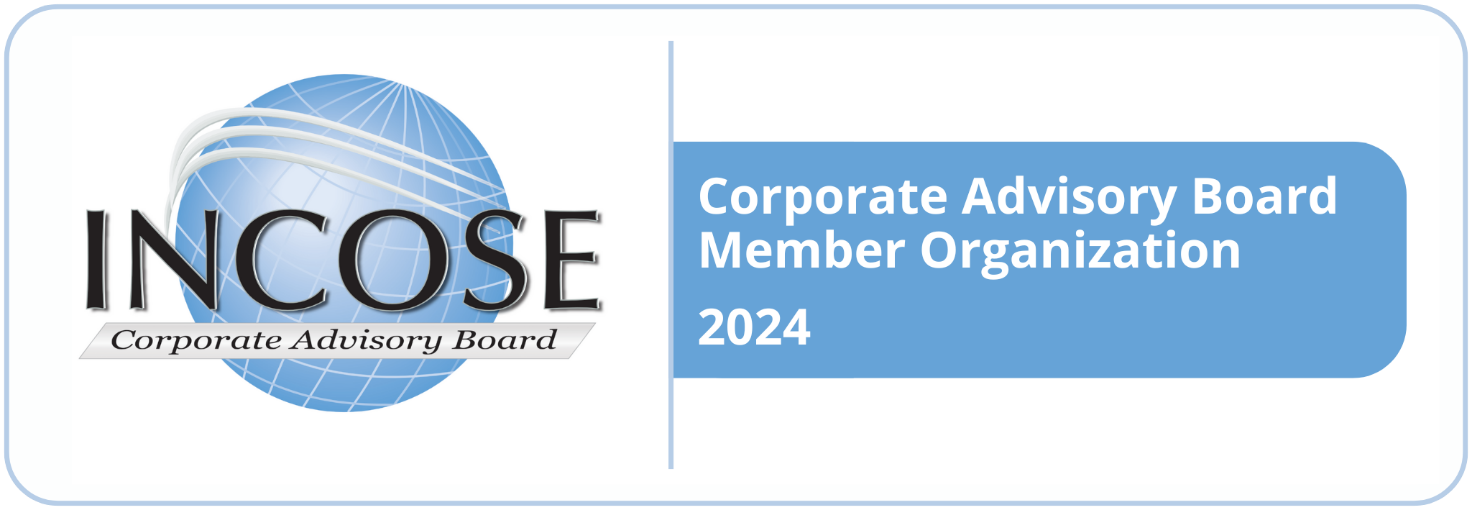 INCOSE
Corporate Advisory Board
Corporate Advisory Board
Member Organization
2024